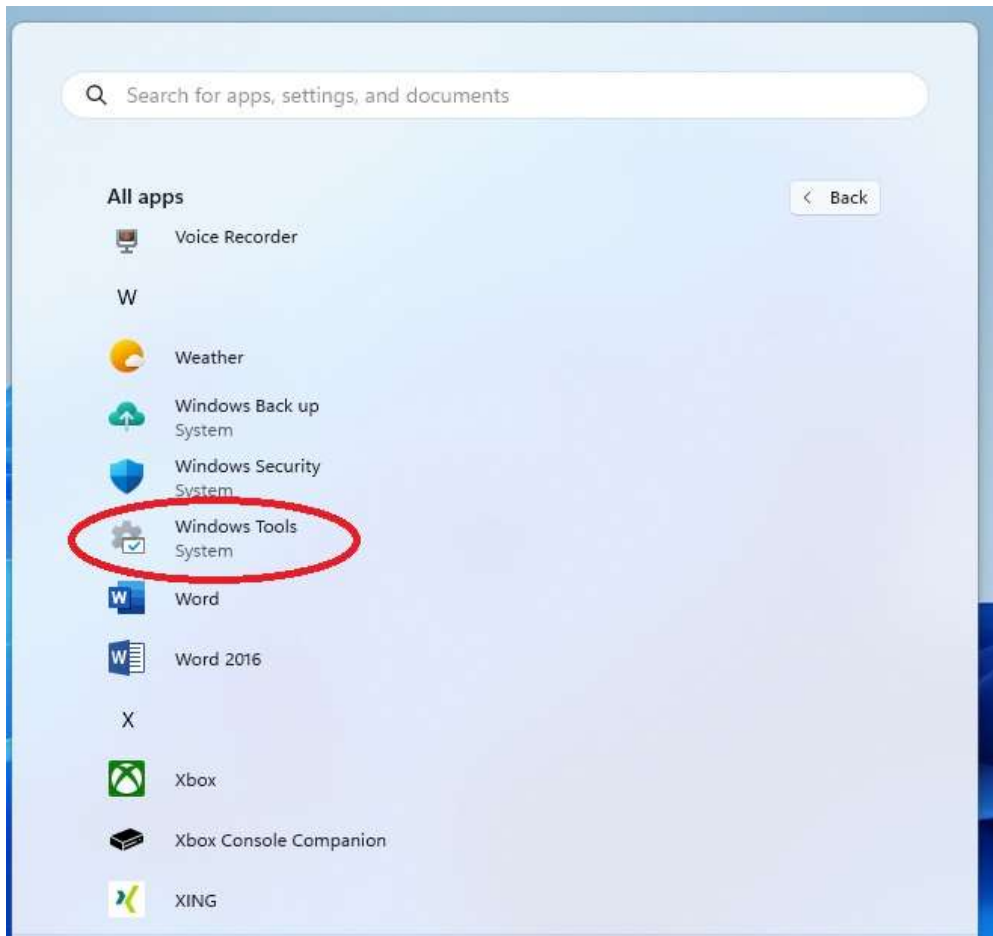 Search for apps, settings, and documents
All apps
Back
Voice Recorder
W
Weather
Windows Back up
System
Windows Security
System
Windows Tools
System
Word
Word 2016
X
Xbox
Xbox Console Companion
XING